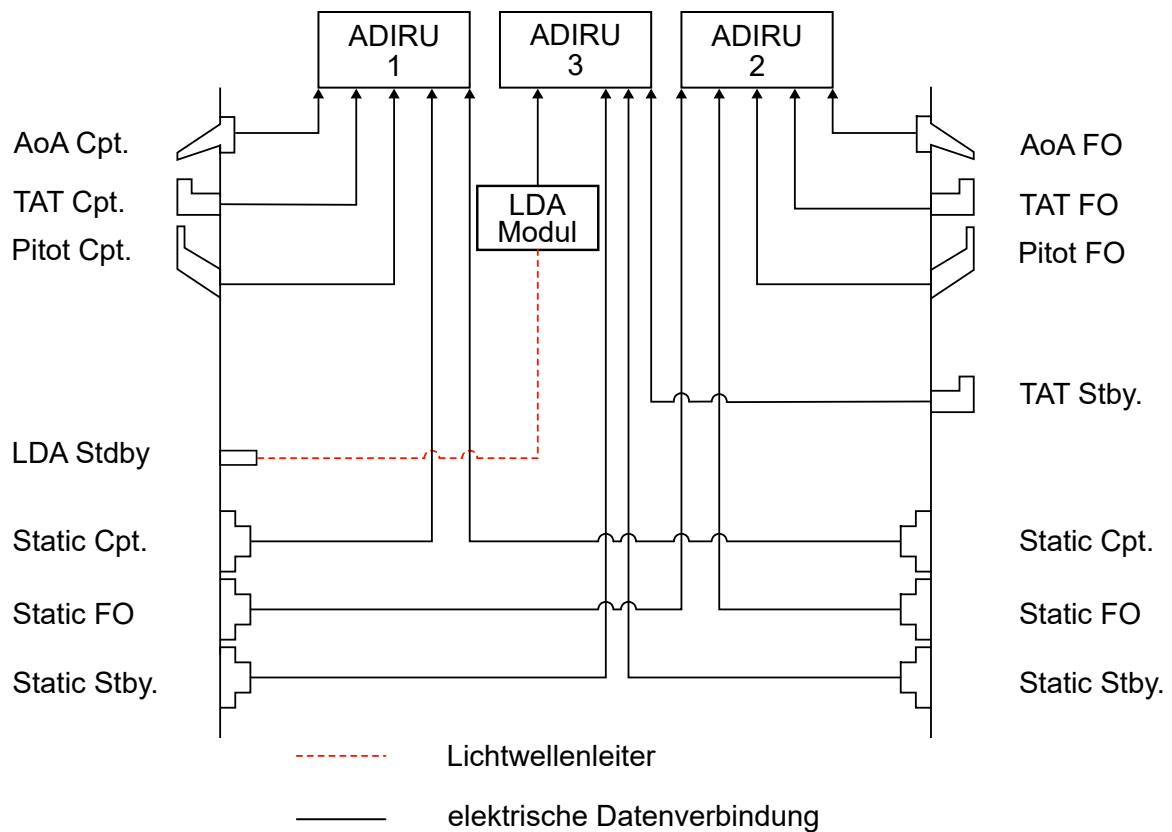 ADIRU
1
ADIRU
3
ADIRU
2
AoA Cpt.
AoA FO
TAT Cpt.
LDA
Modul
TAT FO
Pitot Cpt.
Pitot FO
TAT Stby.
LDA Stdby
Static Cpt.
Static Cpt.
Static FO
Static FO
Static Stby.
Static Stby.
Lichtwellenleiter
elektrische Datenverbindung